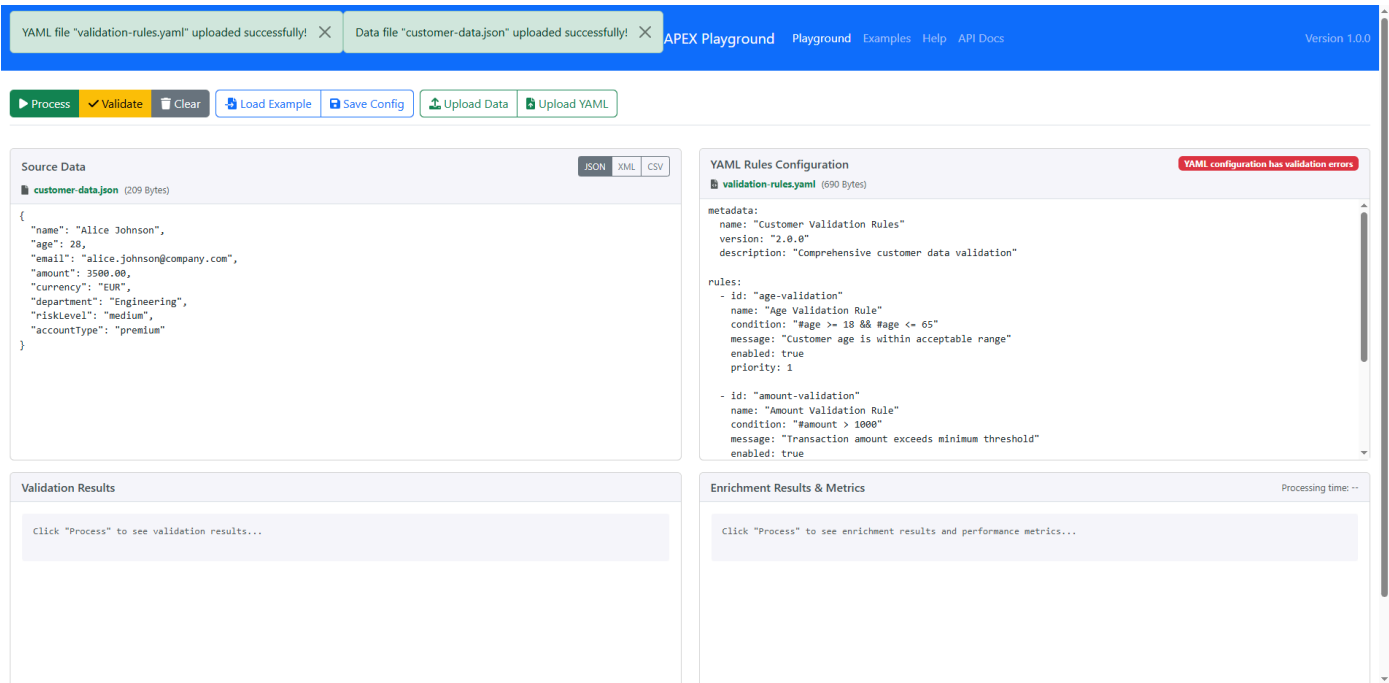 YAML file "validation-rules.yaml" uploaded successfully!
Data file "customer-data.json" uploaded successfully!
APEX Playground Playground Examples Help API Docs Version 1.0.0
Process Validate Clear Load Example Save Config Upload Data Upload YAML
Source Data JSON XML CSV
customer-data.json (209 Bytes)
{
"name": "Alice Johnson",
"age": 28,
"email": "alice.johnson@company.com",
"amount": 3500.00,
"currency": "EUR",
"department": "Engineering",
"riskLevel": "medium",
"accountType": "premium"
}
YAML Rules Configuration YAML configuration has validation errors
validation-rules.yaml (690 Bytes)
metadata:
name: "Customer Validation Rules"
version: "2.0.0"
description: "Comprehensive customer data validation"
rules:
- id: "age-validation"
name: "Age Validation Rule"
condition: "#age >= 18 && #age <= 65"
message: "Customer age is within acceptable range"
enabled: true
priority: 1
- id: "amount-validation"
name: "Amount Validation Rule"
condition: "#amount > 1000"
message: "Transaction amount exceeds minimum threshold"
enabled: true
Validation Results
Click "Process" to see validation results...
Enrichment Results & Metrics Processing time: --
Click "Process" to see enrichment results and performance metrics...